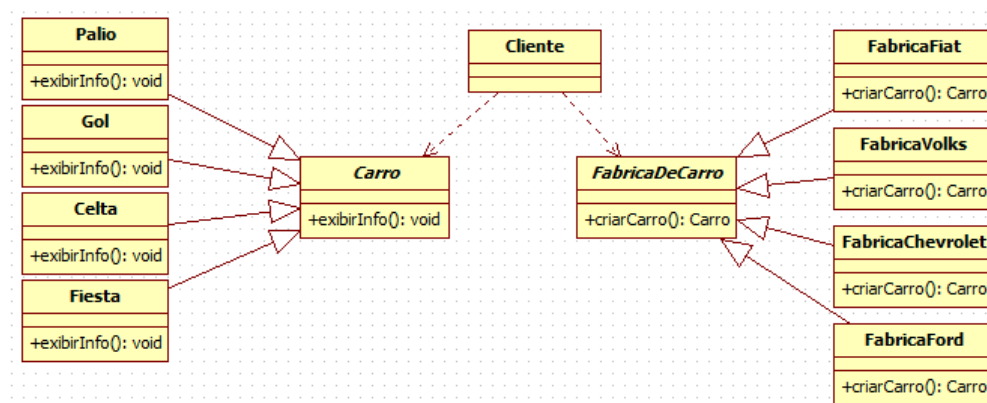 Palio
+exibirInfo(): void
Gol
+exibirInfo(): void
Celta
+exibirInfo(): void
Fiesta
+exibirInfo(): void
Cliente
Carro
+exibirInfo(): void
FabricaDeCarro
+criarCarro(): Carro
FabricaFiat
+criarCarro(): Carro
FabricaVolks
+criarCarro(): Carro
FabricaChevrolet
+criarCarro(): Carro
FabricaFord
+criarCarro(): Carro